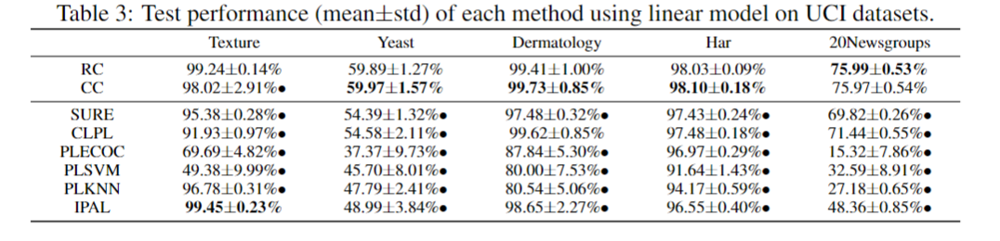 Table 3: Test performance (mean±std) of each method using linear model on UCI datasets.
Texture Yeast Dermatology Har 20Newsgroups
RC 99.24±0.14% 59.89±1.27% 99.41±1.00% 98.03±0.09% 75.99±0.53%
CC 98.02±2.91%● 59.97±1.57% 99.73±0.85% 98.10±0.18% 75.97±0.54%
SURE 95.38±0.28%● 54.39±1.32%● 97.48±0.32%● 97.43±0.24%● 69.82±0.26%●
CLPL 91.93±0.97%● 54.58±2.11%● 99.62±0.85% 97.48±0.18%● 71.44±0.55%●
PLECOC 69.69±4.82%● 37.37±9.73%● 87.84±5.30%● 96.97±0.29%● 15.32±7.86%●
PLSVM 49.38±9.99%● 45.70±8.01%● 80.00±7.53%● 91.64±1.43%● 32.59±8.91%●
PLKNN 96.78±0.31%● 47.79±2.41%● 80.54±5.06%● 94.17±0.59%● 27.18±0.65%●
IPAL 99.45±0.23% 48.99±3.84%● 98.65±2.27%● 96.55±0.40%● 48.36±0.85%●